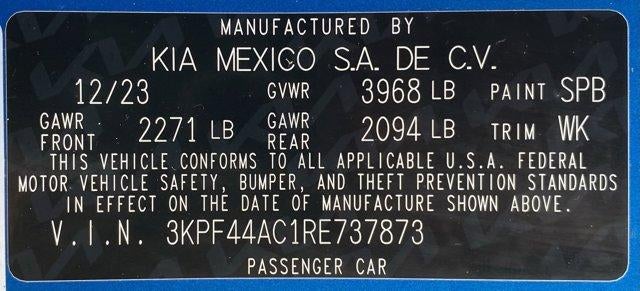 MANUFACTURED BY
KIA MEXICO S.A. DE C.V.
12/23 GVWR 3968 LB PAINT SPB
GAWR FRONT 2271 LB GAWR REAR 2094 LB TRIM WK
THIS VEHICLE CONFORMS TO ALL APPLICABLE U.S.A. FEDERAL
MOTOR VEHICLE SAFETY, BUMPER, AND THEFT PREVENTION STANDARDS
IN EFFECT ON THE DATE OF MANUFACTURE SHOWN ABOVE.
V.I.N. 3KPF44AC1RE737873
PASSENGER CAR